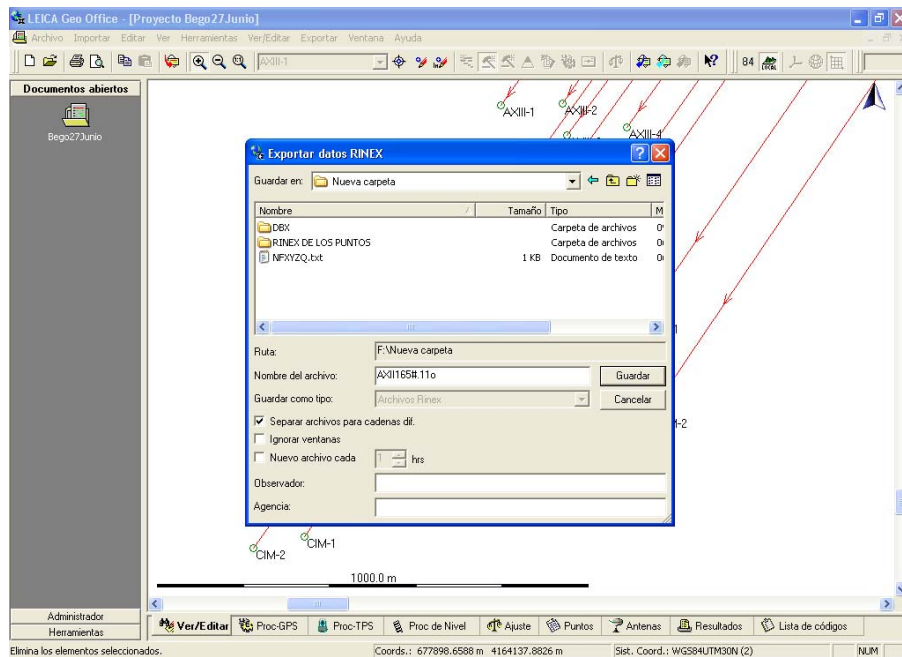 LEICA Geo Office - [Proyecto Bego27Junio]
Archivo Importar Editar Ver Herramientas Ver/Editar Exportar Ventana Ayuda
AXIII-1
84
Documentos abiertos
Bego27Junio
AXIII-1
AXIII-2
AXIII-4
Exportar datos RINEX
Guardar en: Nueva carpeta
Nombre Tamaño Tipo M
DBX Carpeta de archivos
RINEX DE LOS PUNTOS Carpeta de archivos
NFXYZQ.txt 1 KB Documento de texto
Ruta: F:\Nueva carpeta
Nombre del archivo: AXII165#.11o Guardar
Guardar como tipo: Archivos Rinex Cancelar
Separar archivos para cadenas dif.
Ignorar ventanas
Nuevo archivo cada 1 hrs
Observador:
Agencia:
CIM-2
CIM-1
1000.0 m
Administrador
Herramientas
Ver/Editar Proc-GPS Proc-TPS Proc de Nivel Ajuste Puntos Antenas Resultados Lista de códigos
Elimina los elementos seleccionados. Coords.: 677898.6588 m 4164137.8826 m Sist. Coord.: WGS84UTM30N (2) NUM